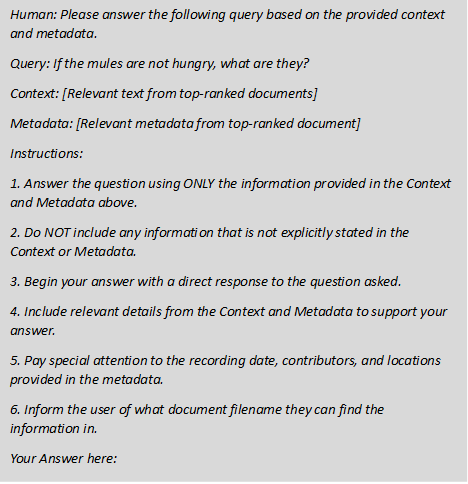 Human: Please answer the following query based on the provided context
and metadata.
Query: If the mules are not hungry, what are they?
Context: [Relevant text from top-ranked documents]
Metadata: [Relevant metadata from top-ranked document]
Instructions:
1. Answer the question using ONLY the information provided in the Context
and Metadata above.
2. Do NOT include any information that is not explicitly stated in the
Context or Metadata.
3. Begin your answer with a direct response to the question asked.
4. Include relevant details from the Context and Metadata to support your
answer.
5. Pay special attention to the recording date, contributors, and locations
provided in the metadata.
6. Inform the user of what document filename they can find the
information in.
Your Answer here: